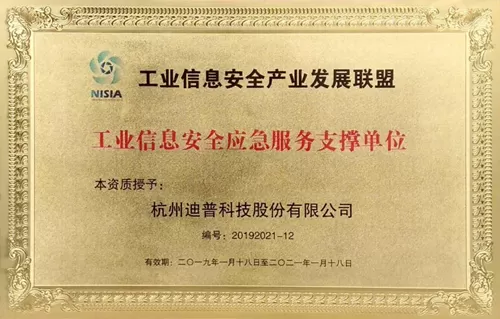 工业信息安全产业发展联盟
NISIA
工业信息安全应急服务支撑单位
本资质授予:
杭州迪普科技股份有限公司
编号: 20192021-12
有效期: 二〇一九年一月十八日至二〇二一年一月十八日